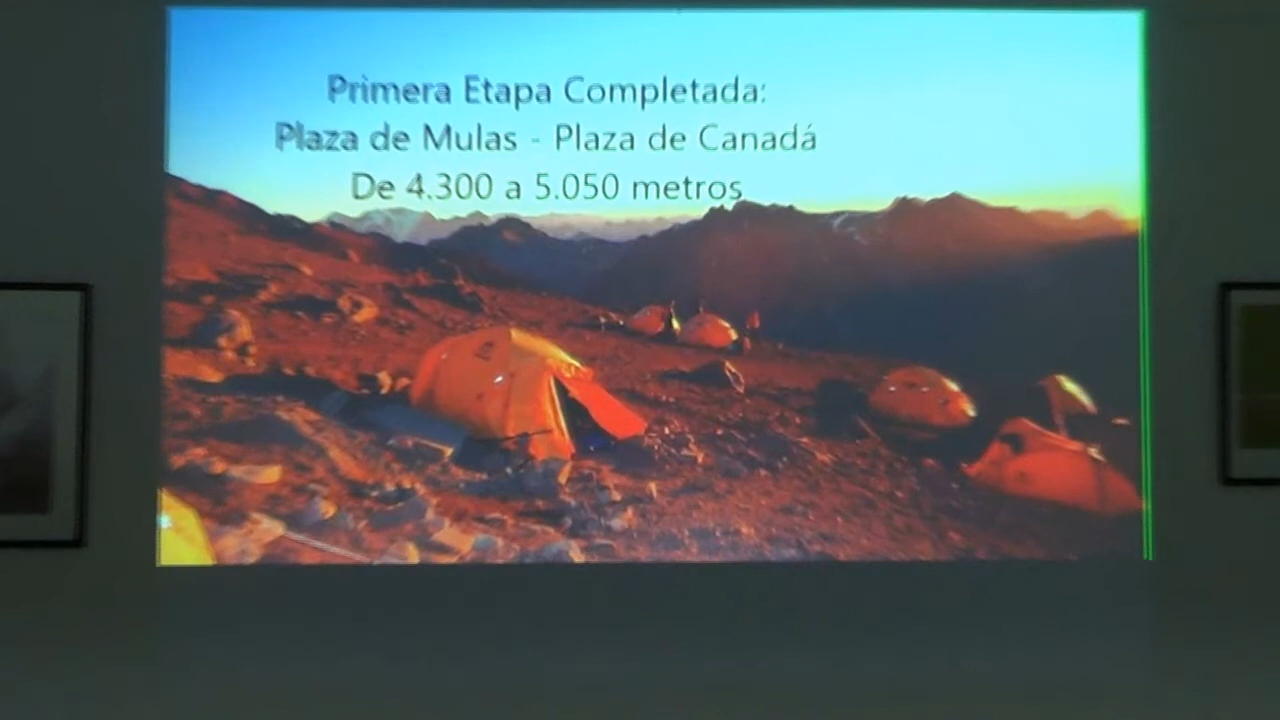 Primera Etapa Completada:
Plaza de Mulas - Plaza de Canadá
De 4.300 a 5.050 metros